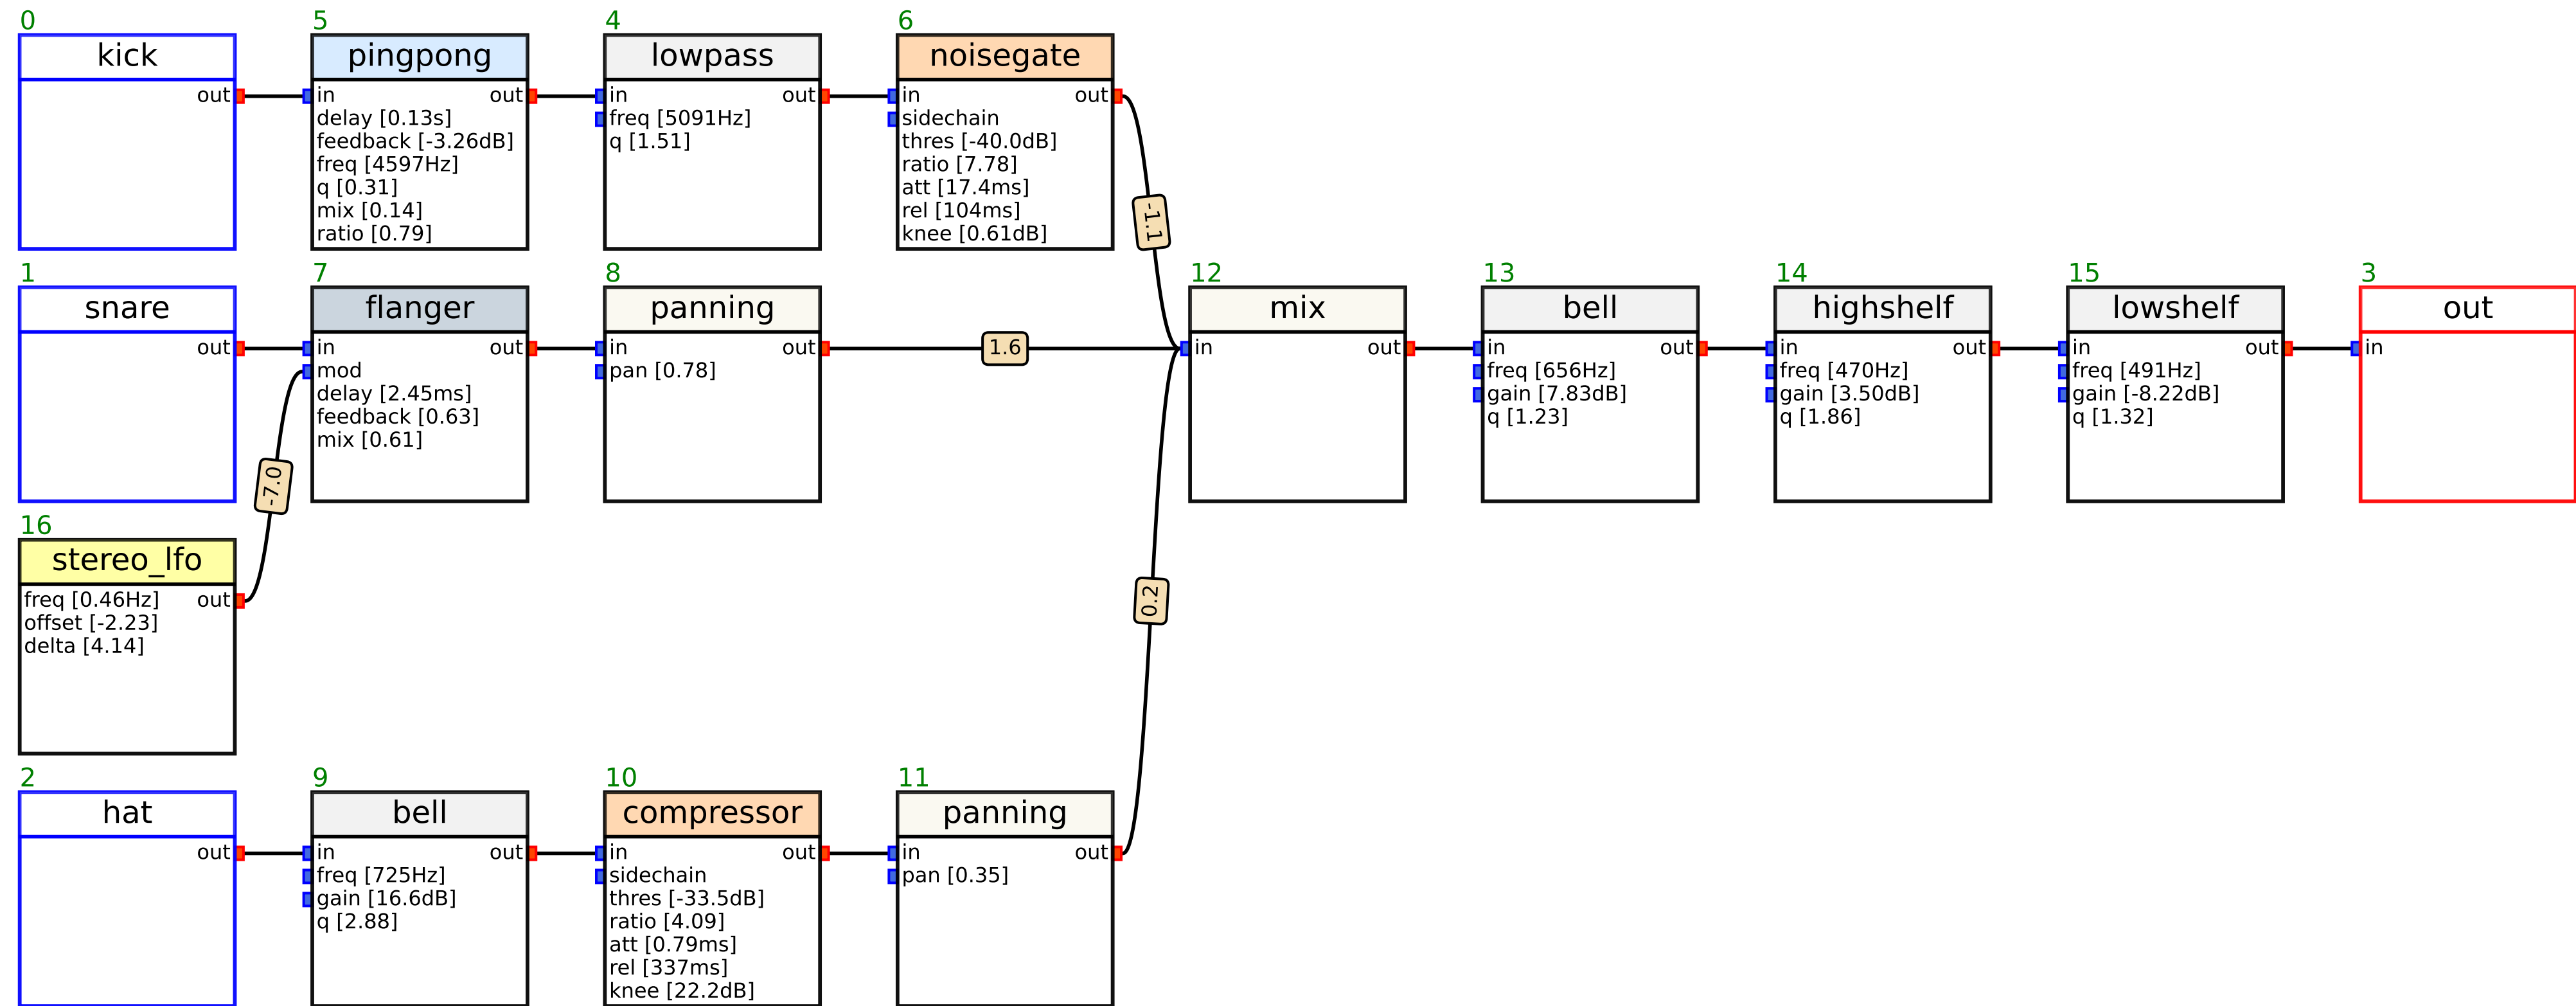 0
kick
out
5
pingpong
in out
delay [0.13s]
feedback [-3.26dB]
freq [4597Hz]
q [0.31]
mix [0.14]
ratio [0.79]
4
lowpass
in out
freq [5091Hz]
q [1.51]
6
noisegate
in out
sidechain
thres [-40.0dB]
ratio [7.78]
att [17.4ms]
rel [104ms]
knee [0.61dB]
-1.1
1
snare
out
7
flanger
in out
mod
delay [2.45ms]
feedback [0.63]
mix [0.61]
8
panning
in out
pan [0.78]
1.6
12
mix
in out
13
bell
in out
freq [656Hz]
gain [7.83dB]
q [1.23]
14
highshelf
in out
freq [470Hz]
gain [3.50dB]
q [1.86]
15
lowshelf
in out
freq [491Hz]
gain [-8.22dB]
q [1.32]
3
out
in
-7.0
16
stereo_lfo
freq [0.46Hz] out
offset [-2.23]
delta [4.14]
0.2
2
hat
out
9
bell
in out
freq [725Hz]
gain [16.6dB]
q [2.88]
10
compressor
in out
sidechain
thres [-33.5dB]
ratio [4.09]
att [0.79ms]
rel [337ms]
knee [22.2dB]
11
panning
in out
pan [0.35]